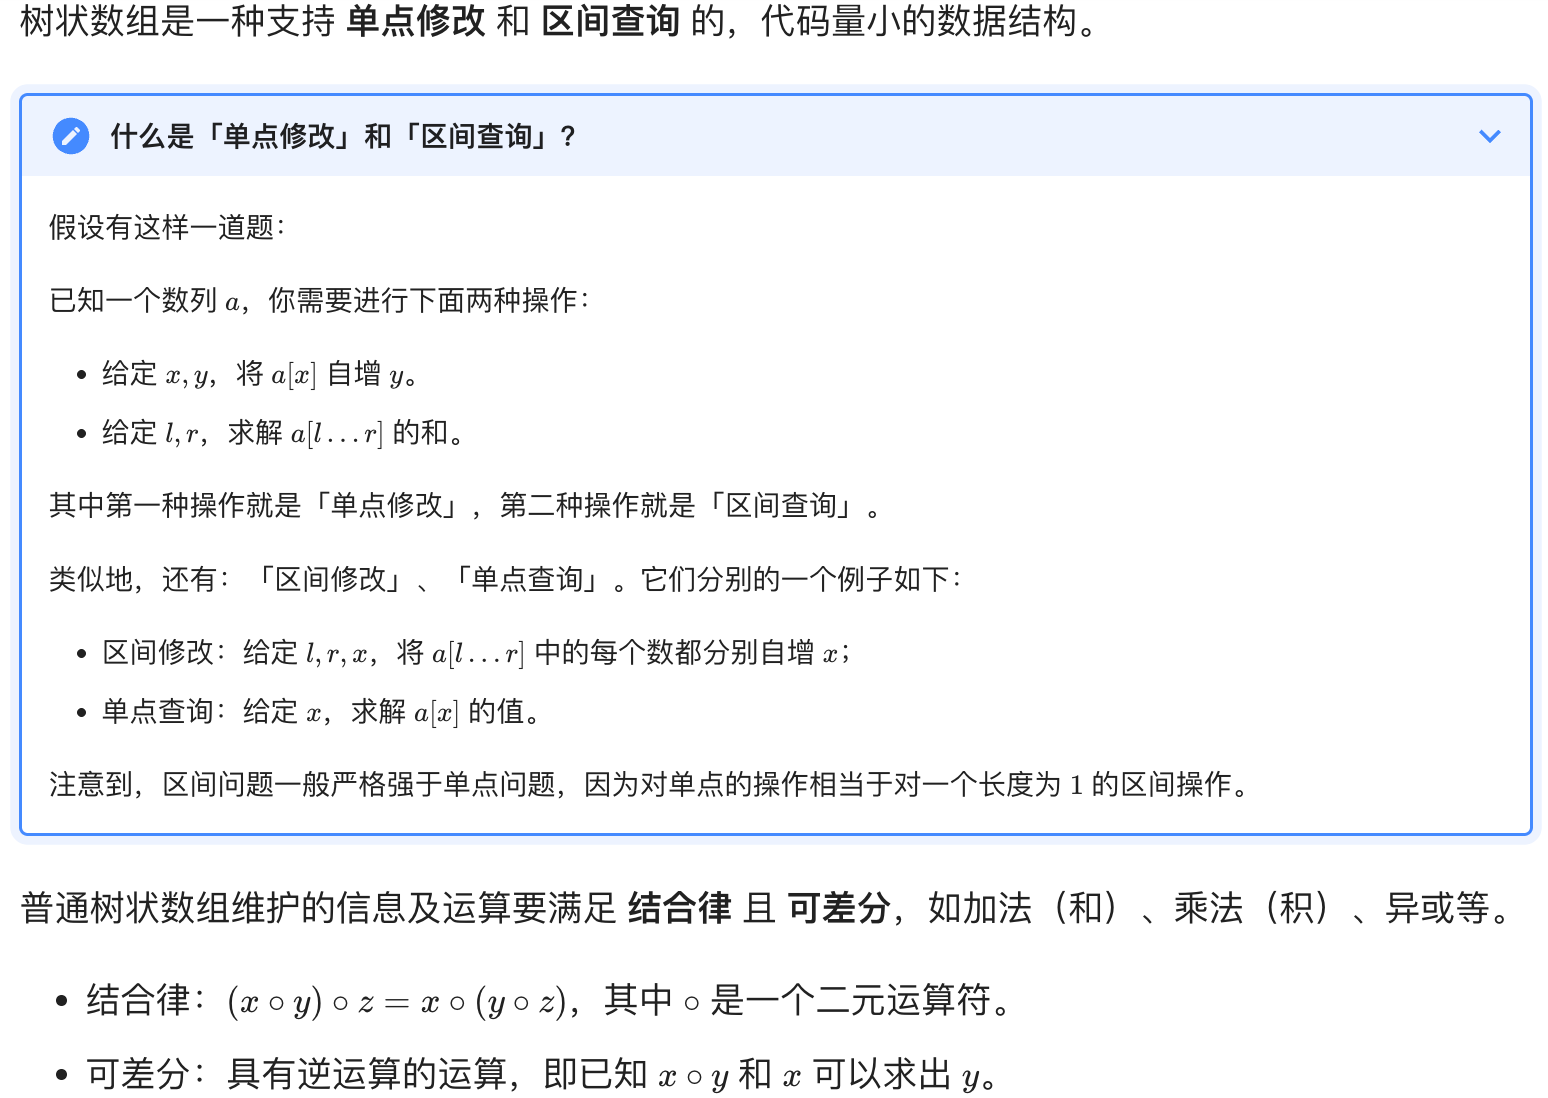 树状数组是一种支持 单点修改 和 区间查询 的，代码量小的数据结构。
什么是「单点修改」和「区间查询」？
假设有这样一道题：
已知一个数列 a，你需要进行下面两种操作：
• 给定 x, y，将 a[x] 自增 y。
• 给定 l, r，求解 a[l…r] 的和。
其中第一种操作就是「单点修改」，第二种操作就是「区间查询」。
类似地，还有：「区间修改」、「单点查询」。它们分别的一个例子如下：
• 区间修改：给定 l, r, x，将 a[l…r] 中的每个数都分别自增 x；
• 单点查询：给定 x，求解 a[x] 的值。
注意到，区间问题一般严格强于单点问题，因为对单点的操作相当于对一个长度为 1 的区间操作。
普通树状数组维护的信息及运算要满足 结合律 且 可差分，如加法（和）、乘法（积）、异或等。
• 结合律：(x ∘ y) ∘ z = x ∘ (y ∘ z)，其中 ∘ 是一个二元运算符。
• 可差分：具有逆运算的运算，即已知 x ∘ y 和 x 可以求出 y。